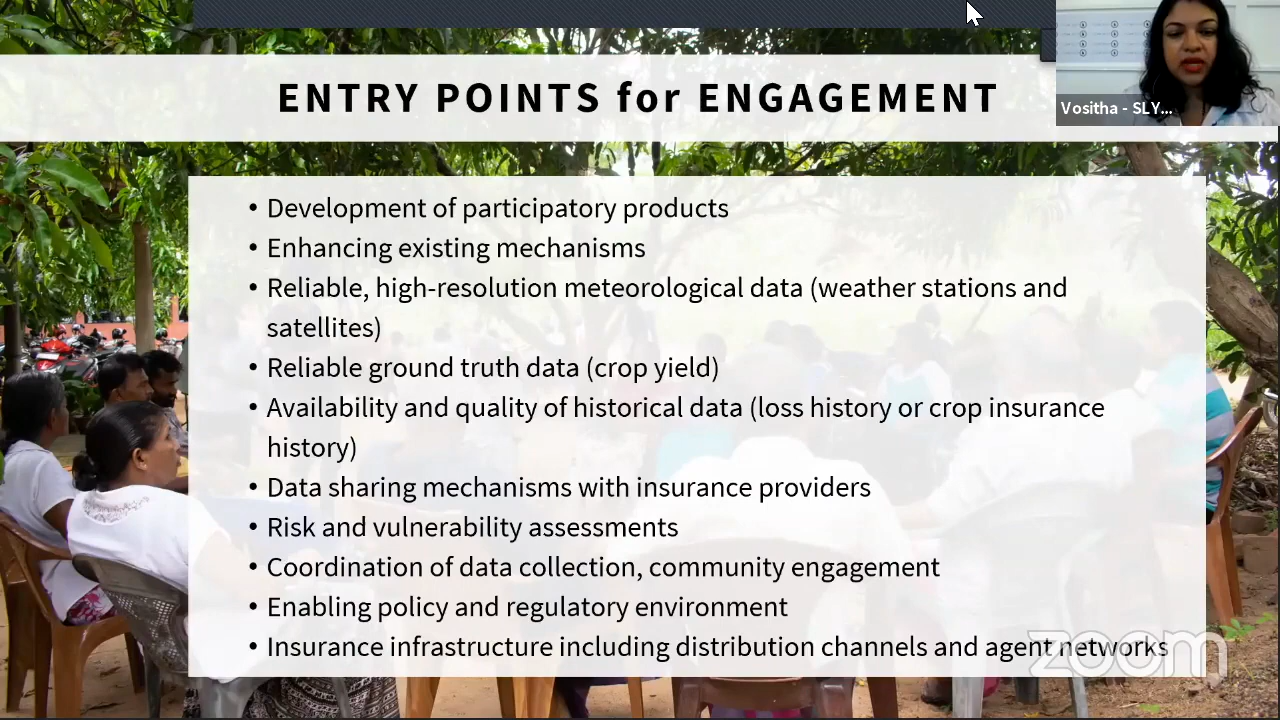 ENTRY POINTS for ENGAGEMENT
Vositha - SLY...
• Development of participatory products
• Enhancing existing mechanisms
• Reliable, high-resolution meteorological data (weather stations and
satellites)
• Reliable ground truth data (crop yield)
• Availability and quality of historical data (loss history or crop insurance
history)
• Data sharing mechanisms with insurance providers
• Risk and vulnerability assessments
• Coordination of data collection, community engagement
• Enabling policy and regulatory environment
• Insurance infrastructure including distribution channels and agent networks
zoom